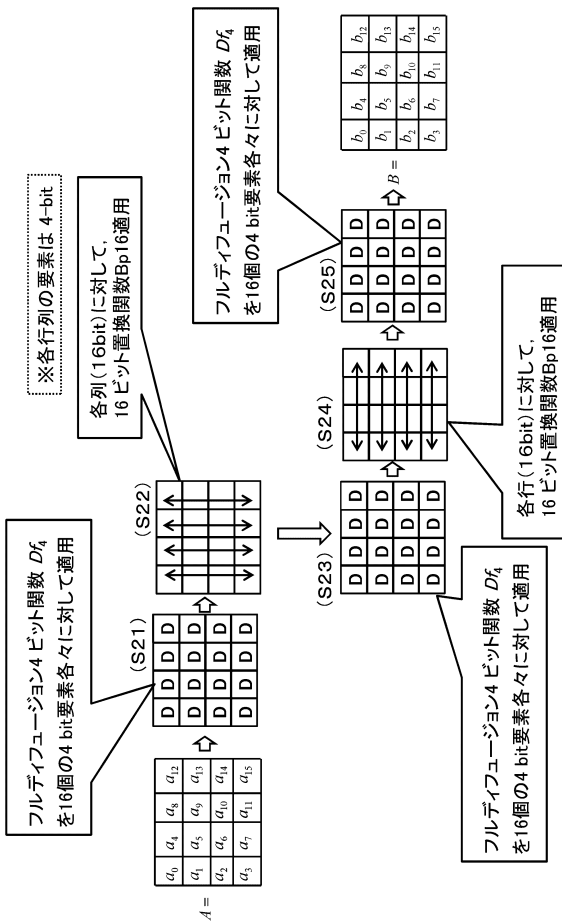 ※各行列の要素は 4-bit
フルディフュージョン4 ビット関数 Df₄
を16個の4 bit要素各々に対して適用
各列(16bit)に対して,
16 ビット置換関数Bp16適用
A =
a₀ a₄ a₈ a₁₂
a₁ a₅ a₉ a₁₃
a₂ a₆ a₁₀ a₁₄
a₃ a₇ a₁₁ a₁₅
(S21)
D D D D
D D D D
D D D D
D D D D
(S22)
フルディフュージョン4 ビット関数 Df₄
を16個の4 bit要素各々に対して適用
(S23)
D D D D
D D D D
D D D D
D D D D
(S24)
(S25)
D D D D
D D D D
D D D D
D D D D
B =
b₀ b₄ b₈ b₁₂
b₁ b₅ b₉ b₁₃
b₂ b₆ b₁₀ b₁₄
b₃ b₇ b₁₁ b₁₅
フルディフュージョン4 ビット関数 Df₄
を16個の4 bit要素各々に対して適用
各行(16bit)に対して,
16 ビット置換関数Bp16適用